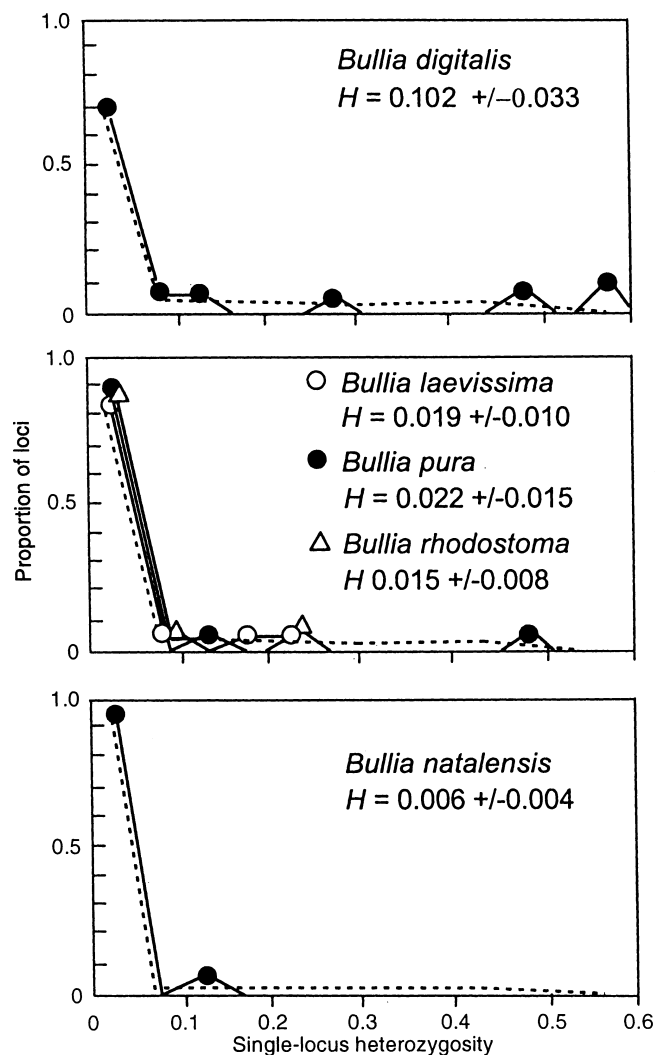 1.0
Bullia digitalis
H = 0.102 +/−0.033
0.5
0
1.0
Bullia laevissima
H = 0.019 +/-0.010
Bullia pura
H = 0.022 +/-0.015
0.5
Bullia rhodostoma
H 0.015 +/-0.008
0
Proportion of loci
1.0
Bullia natalensis
H = 0.006 +/-0.004
0.5
0
0 0.1 0.2 0.3 0.4 0.5 0.6
Single-locus heterozygosity